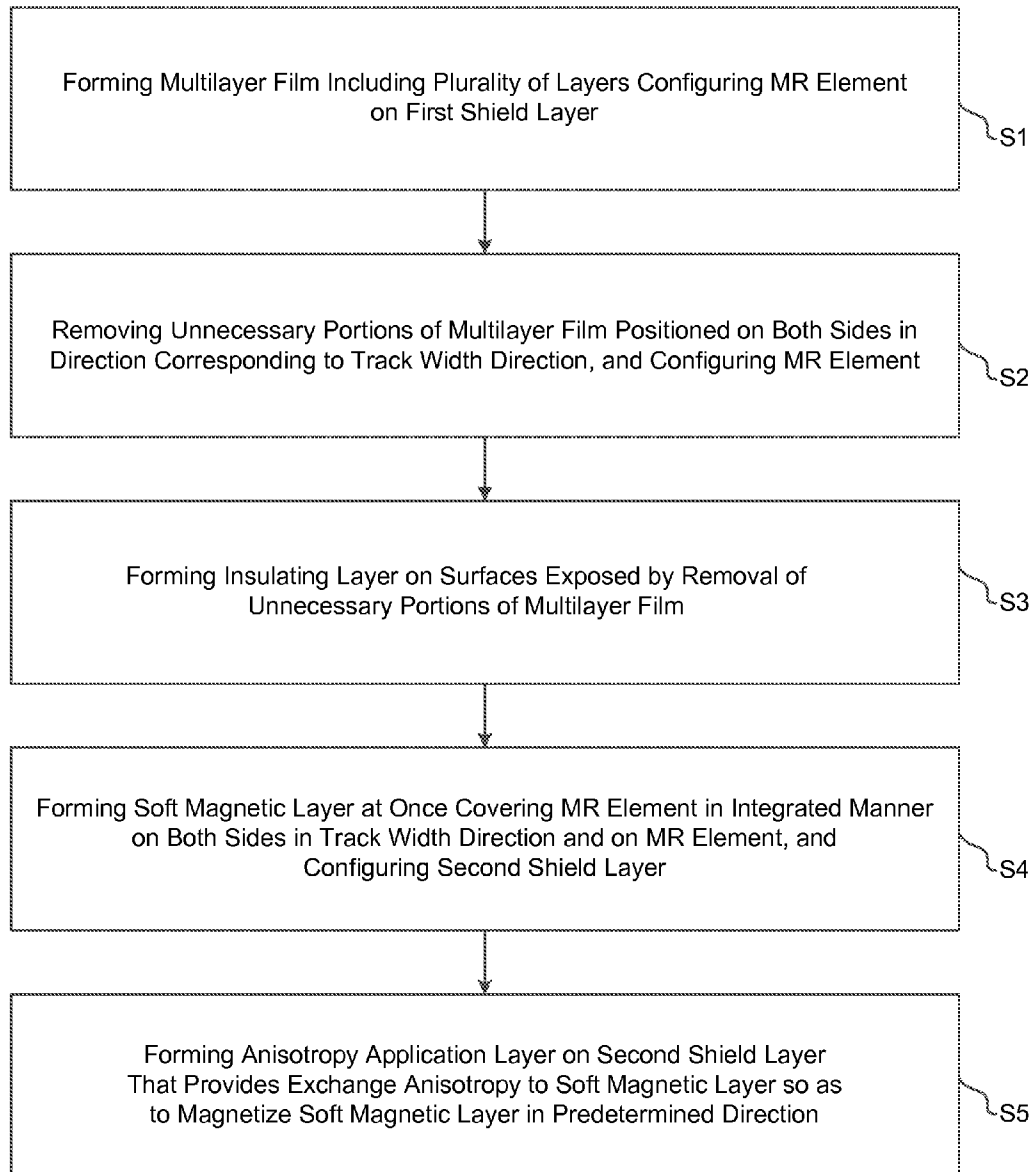 Forming Multilayer Film Including Plurality of Layers Configuring MR Element
on First Shield Layer
S1
Removing Unnecessary Portions of Multilayer Film Positioned on Both Sides in
Direction Corresponding to Track Width Direction, and Configuring MR Element
S2
Forming Insulating Layer on Surfaces Exposed by Removal of
Unnecessary Portions of Multilayer Film
S3
Forming Soft Magnetic Layer at Once Covering MR Element in Integrated Manner
on Both Sides in Track Width Direction and on MR Element, and
Configuring Second Shield Layer
S4
Forming Anisotropy Application Layer on Second Shield Layer
That Provides Exchange Anisotropy to Soft Magnetic Layer so as
to Magnetize Soft Magnetic Layer in Predetermined Direction
S5